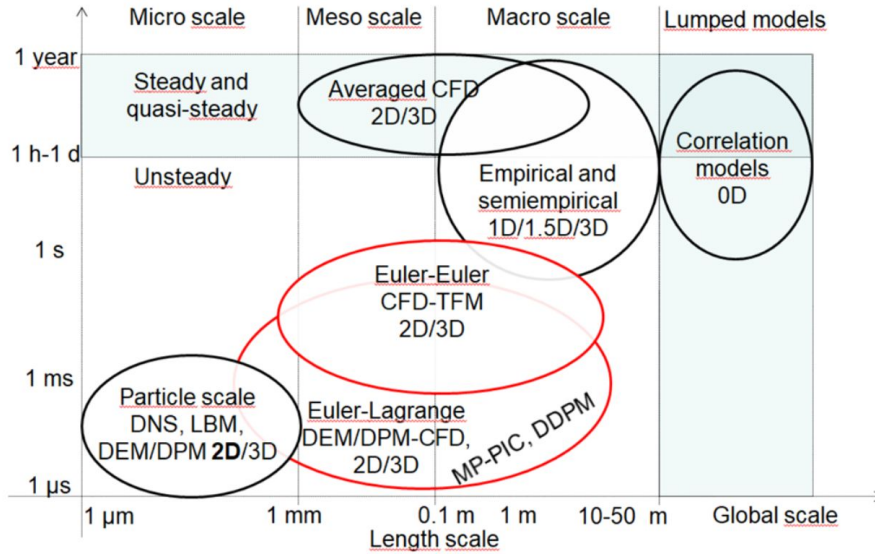 Micro scale
Meso scale
Macro scale
Lumped models
1 year
Steady and
quasi-steady
Averaged CFD
2D/3D
1 h-1 d
Unsteady
Empirical and
semiempirical
1D/1.5D/3D
Correlation
models
0D
1 s
Euler-Euler
CFD-TFM
2D/3D
1 ms
Particle scale
DNS, LBM,
DEM/DPM 2D/3D
Euler-Lagrange
DEM/DPM-CFD,
2D/3D
MP-PIC, DDPM
1 µs
1 µm
1 mm
0.1 m
1 m
10-50 m
Global scale
Length scale